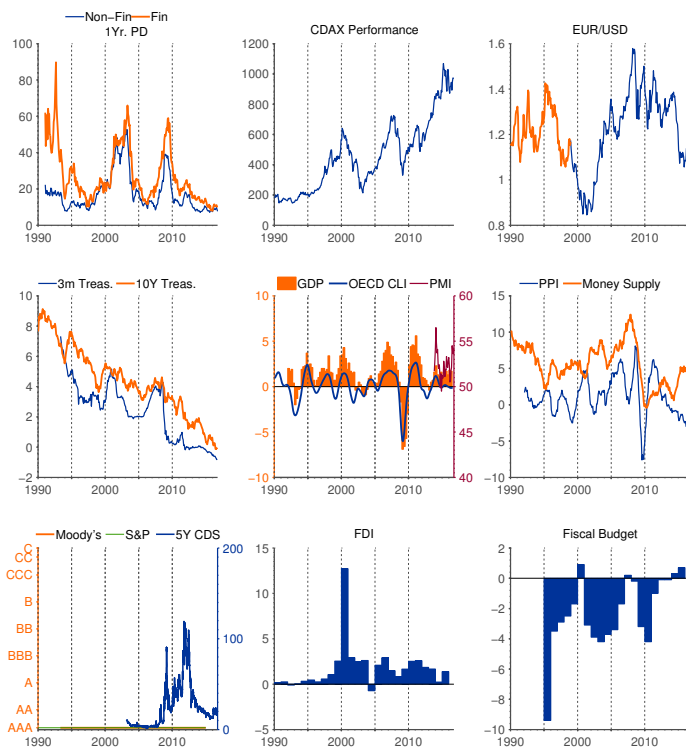 Non−Fin Fin
1Yr. PD
100
80
60
40
20
0
1990 2000 2010
CDAX Performance
1200
1000
800
600
400
200
0
1990 2000 2010
EUR/USD
1.6
1.4
1.2
1
0.8
1990 2000 2010
3m Treas. 10Y Treas.
10
8
6
4
2
0
−2
1990 2000 2010
GDP OECD CLI PMI
10 60
5 55
0 50
−5 45
−10 40
1990 2000 2010
PPI Money Supply
15
10
5
0
−5
−10
1990 2000 2010
Moody's S&P 5Y CDS
C 200
CC
CCC
B
BB 100
BBB
A
AA
AAA 0
1990 2000 2010
FDI
15
10
5
0
−5
1990 2000 2010
Fiscal Budget
2
0
−2
−4
−6
−8
−10
1990 2000 2010